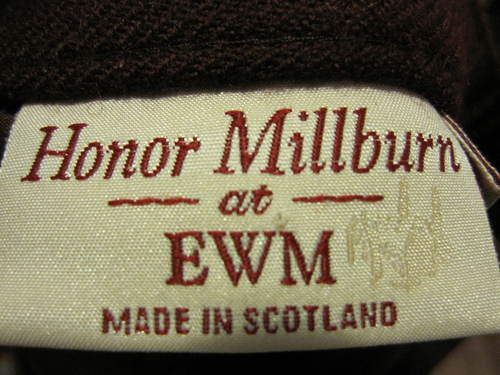 Honor Millburn
at
EWM
MADE IN SCOTLAND